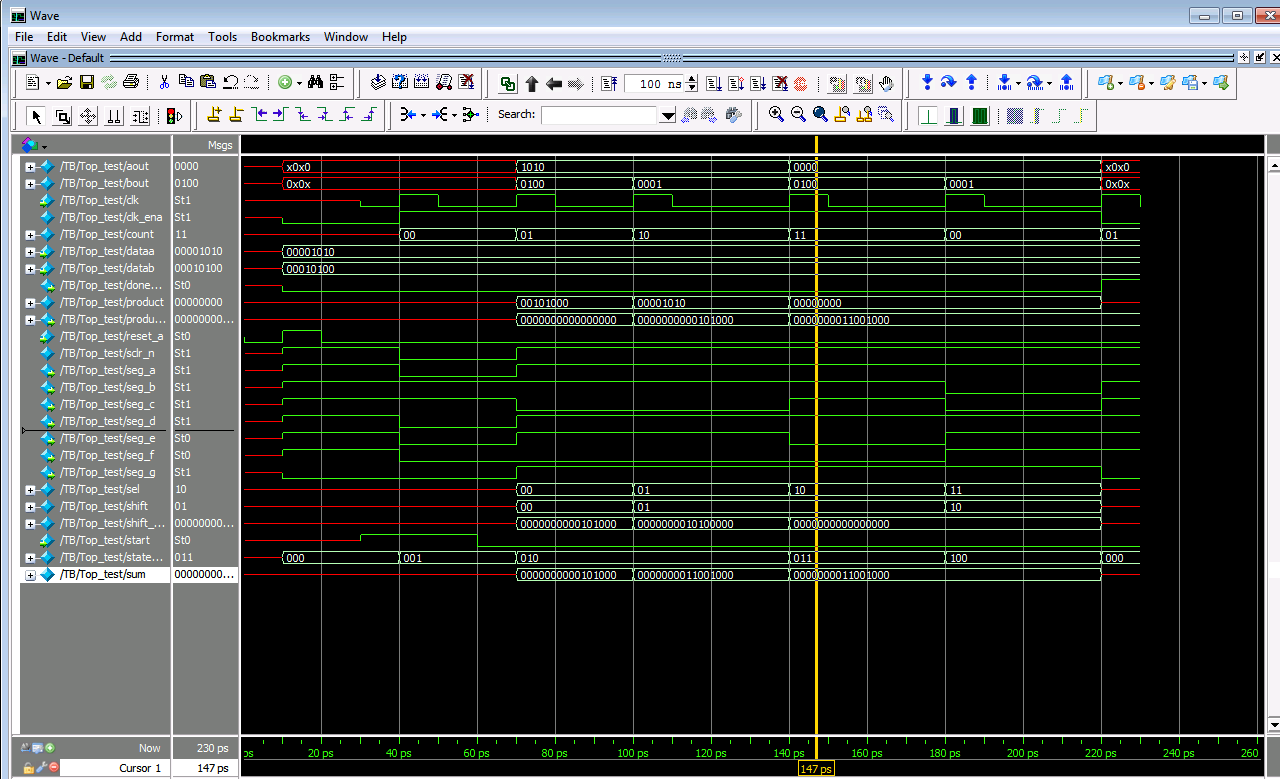 Wave
File Edit View Add Format Tools Bookmarks Window Help
Wave - Default
100 ns
Search:
Msgs
/TB/Top_test/aout 0000 x0x0 1010 0000 x0x0
/TB/Top_test/bout 0100 0x0x 0100 0001 0100 0001 0x0x
/TB/Top_test/clk St1
/TB/Top_test/clk_ena St1
/TB/Top_test/count 11 00 01 10 11 00 01
/TB/Top_test/dataa 00001010 00001010
/TB/Top_test/datab 00010100 00010100
/TB/Top_test/done... St0
/TB/Top_test/product 00000000 00101000 00001010 00000000
/TB/Top_test/produ... 00000000... 0000000000000000 0000000000101000 0000000011001000
/TB/Top_test/reset_a St0
/TB/Top_test/sdr_n St1
/TB/Top_test/seg_a St1
/TB/Top_test/seg_b St1
/TB/Top_test/seg_c St1
/TB/Top_test/seg_d St1
/TB/Top_test/seg_e St0
/TB/Top_test/seg_f St0
/TB/Top_test/seg_g St1
/TB/Top_test/sel 10 00 01 10 11
/TB/Top_test/shift 01 00 01 10
/TB/Top_test/shift_... 00000000... 0000000000101000 0000000010100000 0000000000000000
/TB/Top_test/start St0
/TB/Top_test/state... 011 000 001 010 011 100 000
/TB/Top_test/sum 00000000... 0000000000101000 0000000011001000 0000000011001000
Now 230 ps ps 20 ps 40 ps 60 ps 80 ps 100 ps 120 ps 140 ps 160 ps 180 ps 200 ps 220 ps 240 ps 260
Cursor 1 147 ps 147 ps